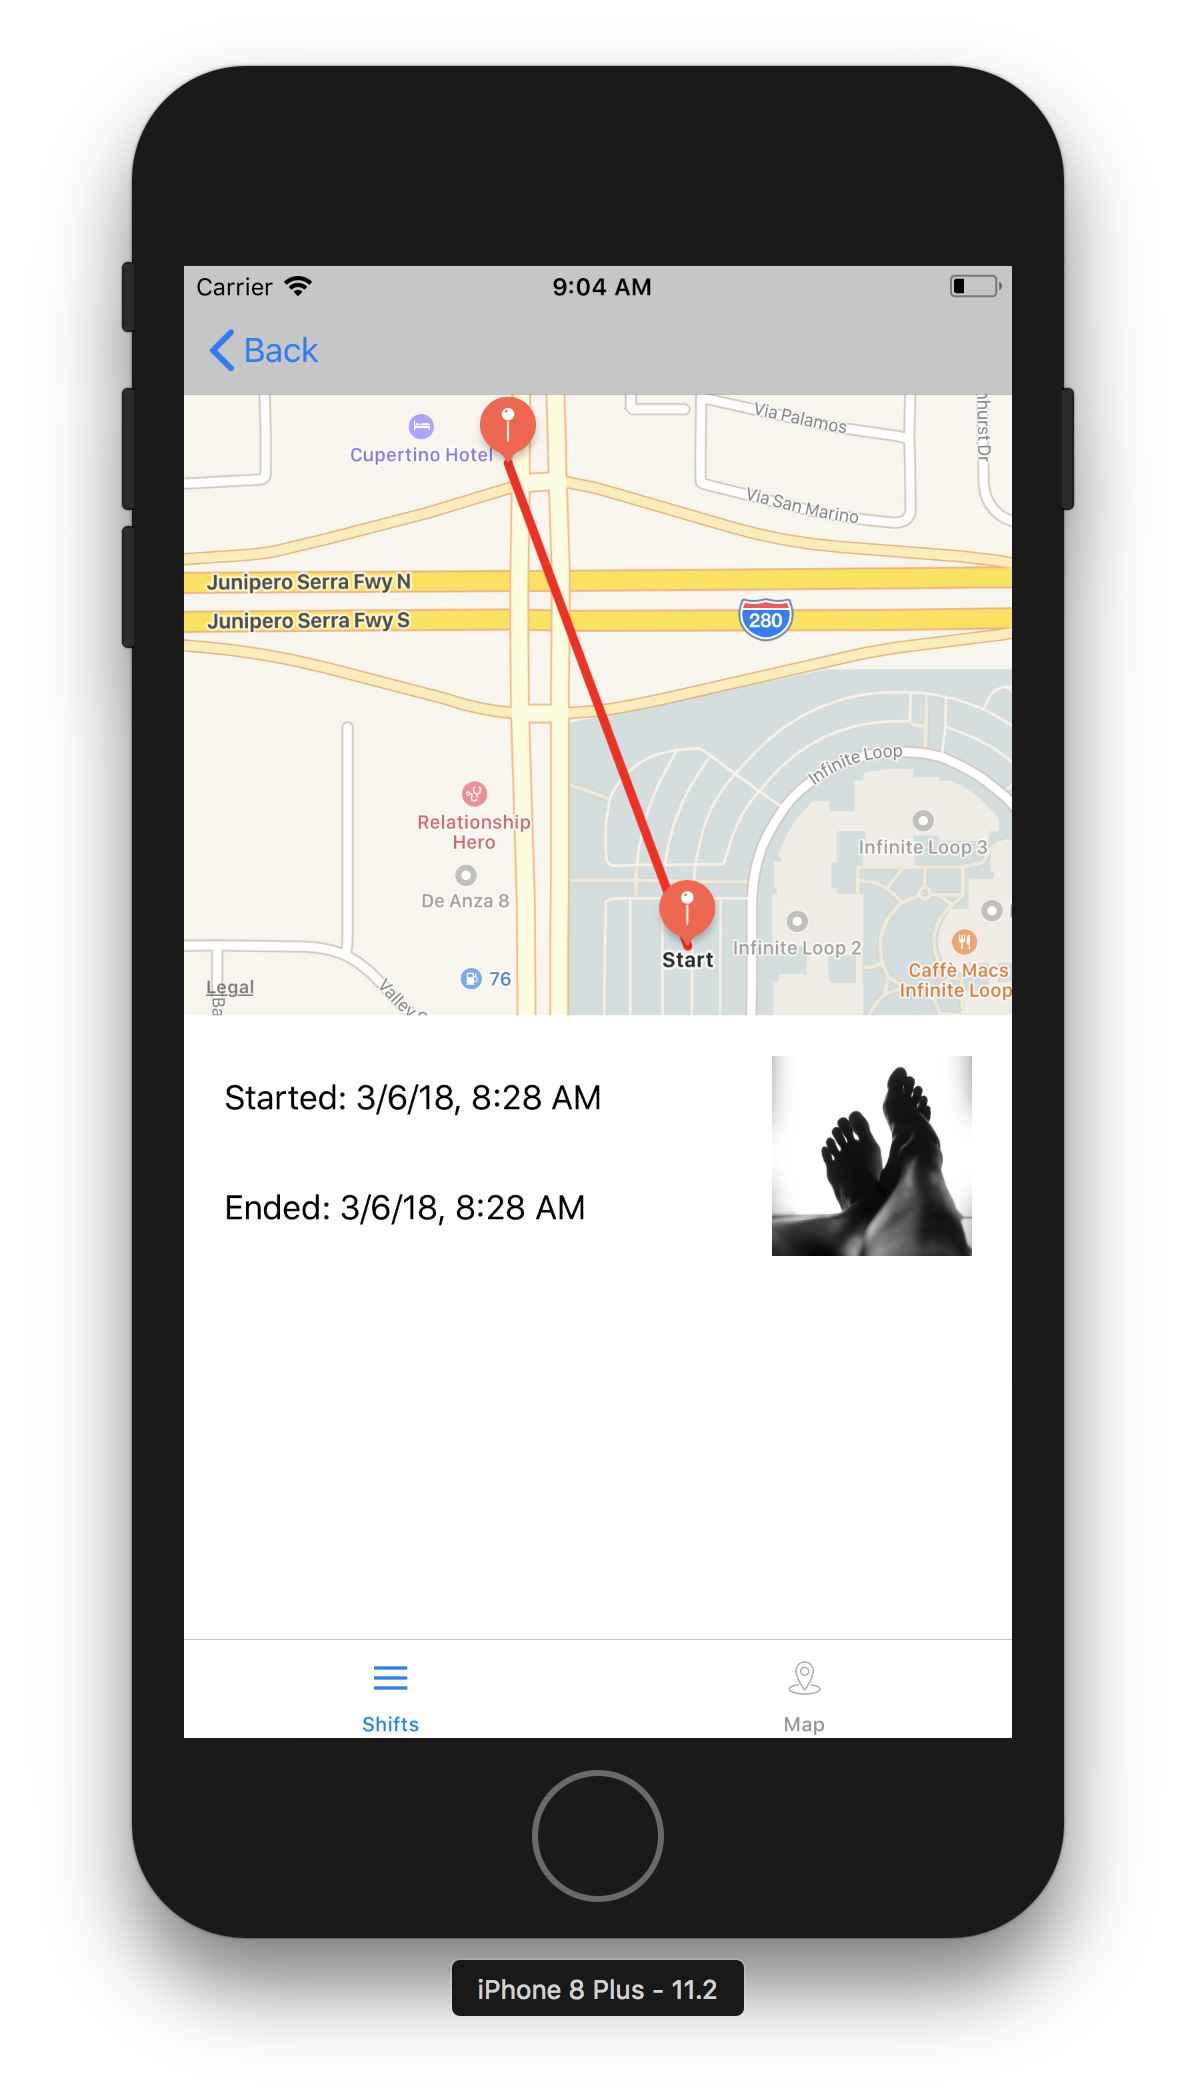 Carrier 9:04 AM
Back
Via Palamos
Cupertino Hotel
Via San Marino
Junipero Serra Fwy N
Junipero Serra Fwy S
280
Infinite Loop
Relationship
Hero
Infinite Loop 3
De Anza 8
Infinite Loop 2
Start
Caffè Macs
Infinite Loop
76
Legal
Valley
Started: 3/6/18, 8:28 AM
Ended: 3/6/18, 8:28 AM
Shifts
Map
iPhone 8 Plus - 11.2